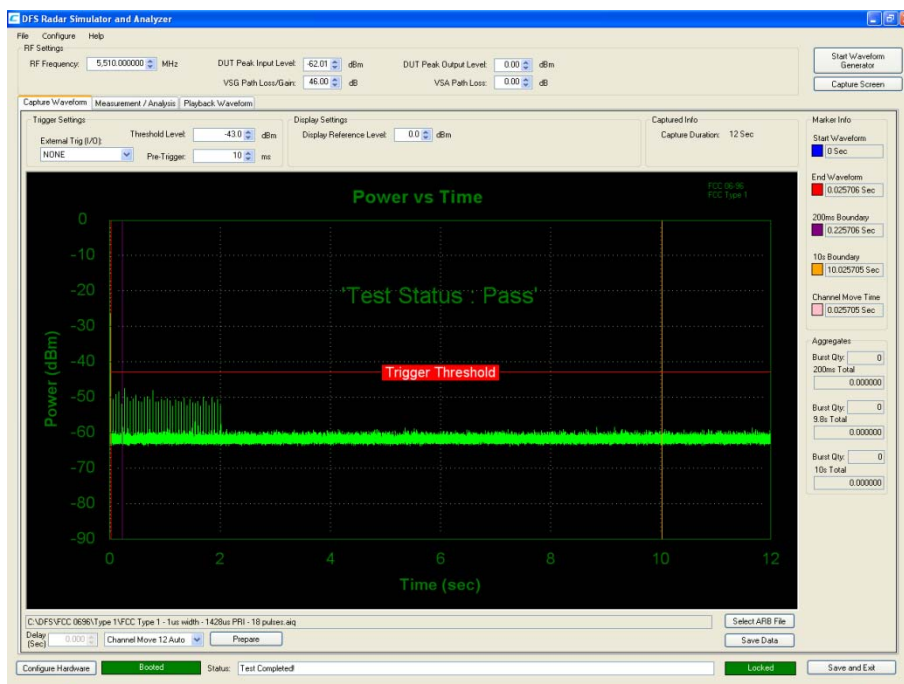 DFS Radar Simulator and Analyzer
File Configure Help
RF Settings
RF Frequency: 5,510.000000 MHz DUT Peak Input Level: -62.01 dBm DUT Peak Output Level: 0.00 dBm
VSG Path Loss/Gain: 46.00 dB VSA Path Loss: 0.00 dB
Start Waveform Generator
Capture Screen
Capture Waveform Measurement / Analysis Playback Waveform
Trigger Settings
External Trig (I/O):
NONE
Threshold Level: -43.0 dBm
Pre-Trigger: 10 ms
Display Settings
Display Reference Level: 0.0 dBm
Captured Info
Capture Duration: 12 Sec
Marker Info
Start Waveform
0 Sec
End Waveform
0.025706 Sec
200ms Boundary
0.225706 Sec
10s Boundary
10.025705 Sec
Channel Move Time
0.025705 Sec
Aggregates
Burst Qty: 0
200ms Total
0.000000
Burst Qty: 0
9.8s Total
0.000000
Burst Qty: 0
10s Total
0.000000
Power vs Time
FCC 06-96
FCC Type 1
'Test Status : Pass'
Trigger Threshold
Power (dBm)
0
-10
-20
-30
-40
-50
-60
-70
-80
-90
0 2 4 6 8 10 12
Time (sec)
C:\DFS\FCC 0696\Type 1\FCC Type 1 - 1us width - 1428us PRI - 18 pulses.aiq
Select ARB File
Delay (Sec) 0.000 Channel Move 12 Auto Prepare
Save Data
Configure Hardware Booted Status: Test Completed! Locked Save and Exit